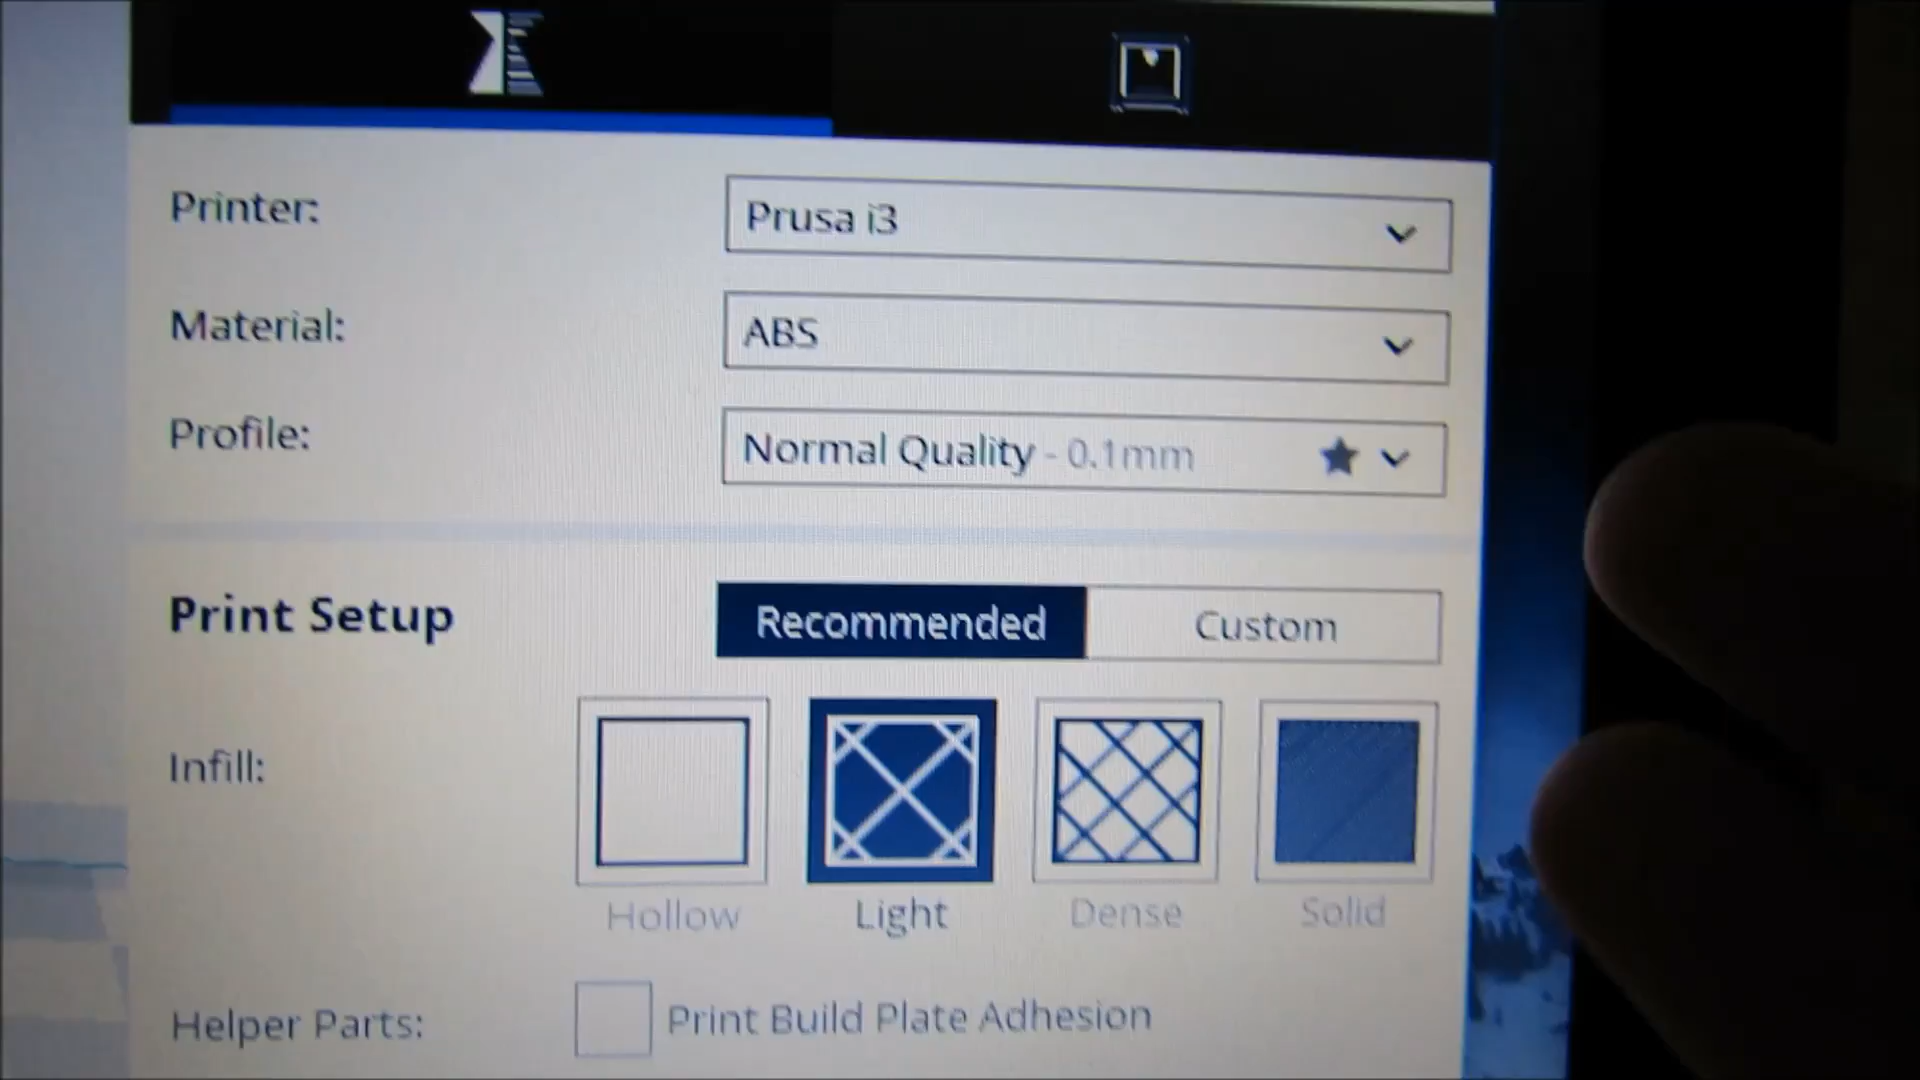 Printer: Prusa i3
Material: ABS
Profile: Normal Quality - 0.1mm
Print Setup Recommended Custom
Infill:
Hollow Light Dense Solid
Helper Parts: Print Build Plate Adhesion